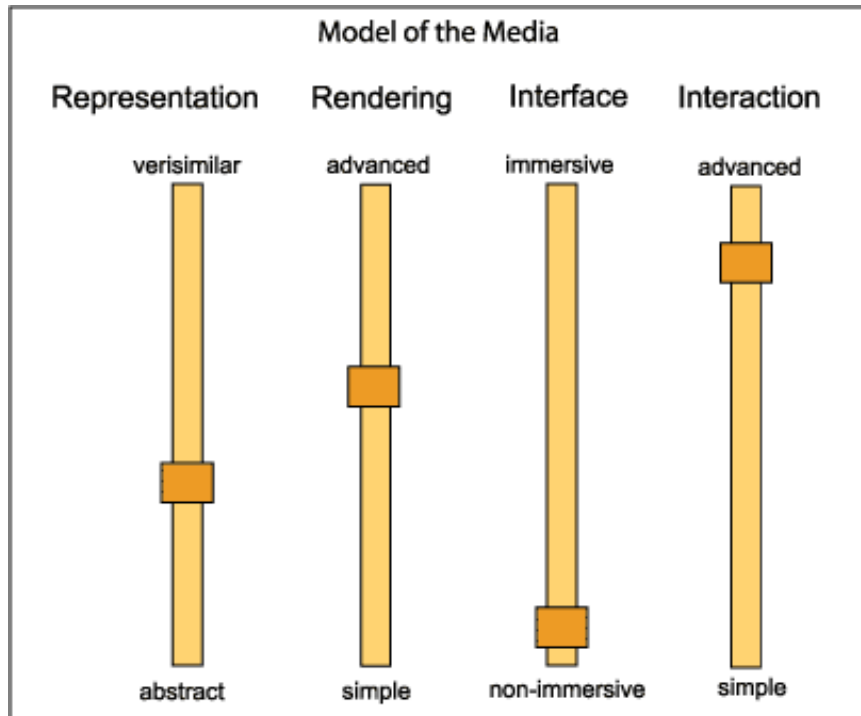 Model of the Media
Representation Rendering Interface Interaction
verisimilar advanced immersive advanced
abstract simple non-immersive simple